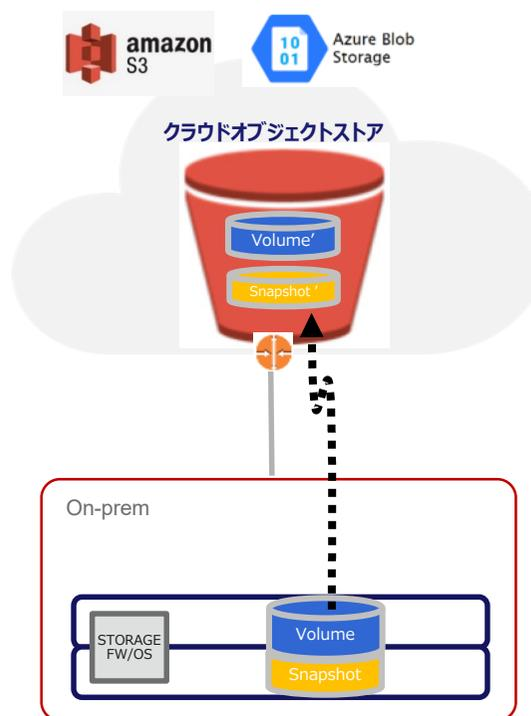 amazon
S3
10
01
Azure Blob
Storage
クラウドオブジェクトストア
Volume’
Snapshot ’
On-prem
STORAGE
FW/OS
Volume
Snapshot